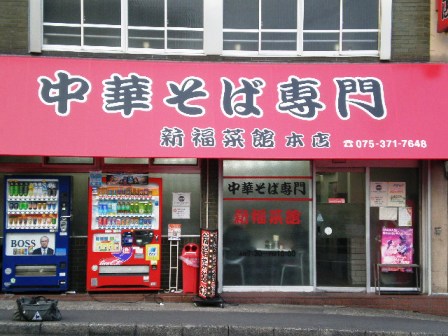 中華そば専門
新福菜館 本店
☎075-371-7648
中華そば専門
新福菜館
BOSS